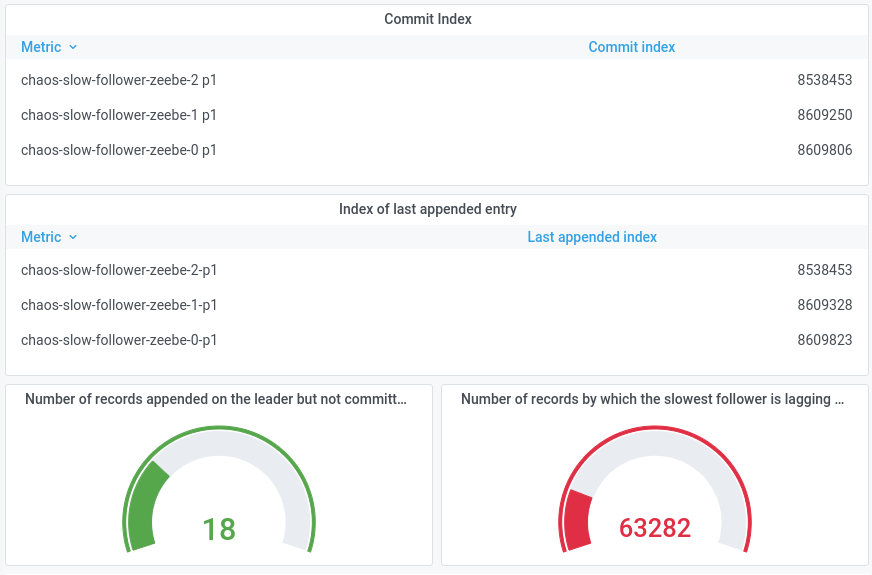 Commit Index
Metric
Commit index
chaos-slow-follower-zeebe-2 p1 8538453
chaos-slow-follower-zeebe-1 p1 8609250
chaos-slow-follower-zeebe-0 p1 8609806
Index of last appended entry
Metric
Last appended index
chaos-slow-follower-zeebe-2-p1 8538453
chaos-slow-follower-zeebe-1-p1 8609328
chaos-slow-follower-zeebe-0-p1 8609823
Number of records appended on the leader but not committ…
18
Number of records by which the slowest follower is lagging …
63282